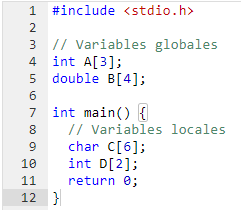 1 #include <stdio.h>
2
3 // Variables globales
4 int A[3];
5 double B[4];
6
7 int main() {
8   // Variables locales
9   char C[6];
10   int D[2];
11   return 0;
12 }